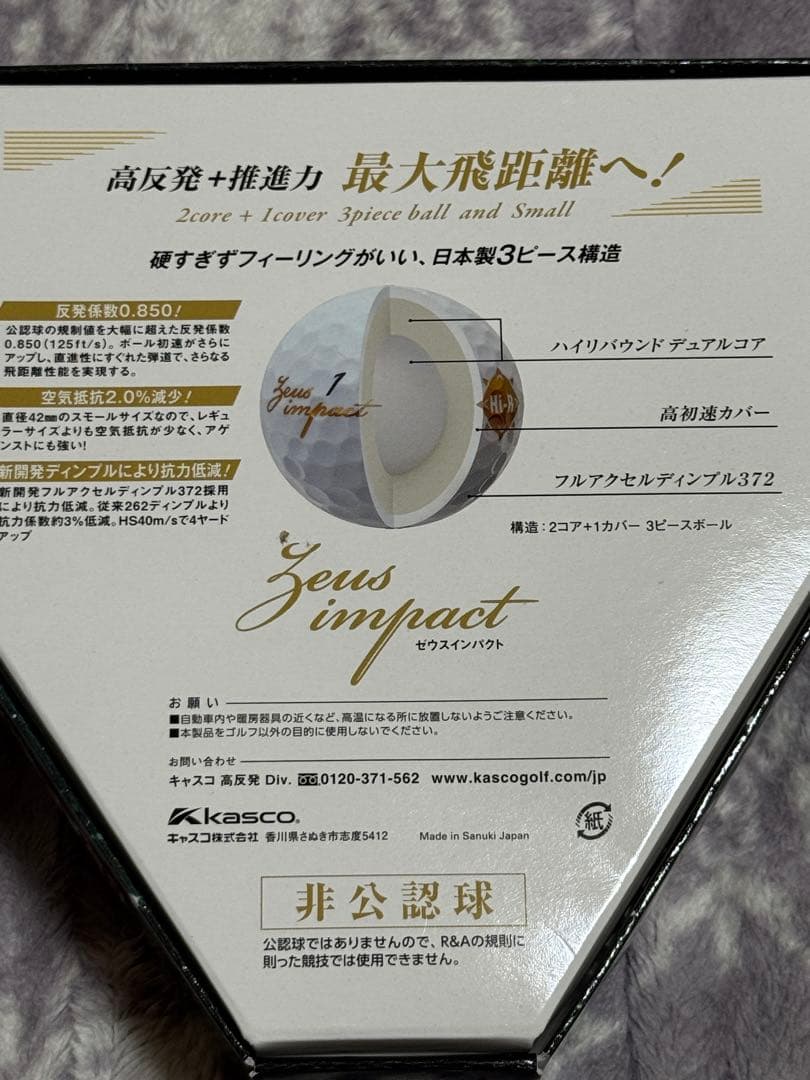 高反発+推進力 最大飛距離へ!
2core + 1cover 3piece ball and Small
硬すぎずフィーリングがいい、日本製3ピース構造
反発係数0.850!
公認球の規制値を大幅に超えた反発係数
0.850(125ft/s)。ボール初速がさらに
アップし、直進性にすぐれた弾道で、さらなる
飛距離性能を実現する。
空気抵抗2.0%減少!
直径42㎜のスモールサイズなので、レギュ
ラーサイズよりも空気抵抗が少なく、アゲ
ンストにも強い!
新開発ディンプルにより抗力低減!
新開発フルアクセルディンプル372採用
により抗力低減。従来262ディンプルより
抗力係数約3%低減。HS40m/sで4ヤード
アップ
Zeus 1
impact
Hi-R
ハイリバウンド デュアルコア
高初速カバー
フルアクセルディンプル372
構造:2コア+1カバー 3ピースボール
Zeus
impact
ゼウスインパクト
お願い
■自動車内や暖房器具の近くなど、高温になる所に放置しないようご注意ください。
■本製品をゴルフ以外の目的に使用しないでください。
お問い合わせ
キャスコ 高反発 Div. 0120-371-562 www.kascogolf.com/jp
kasco®
キャスコ株式会社 香川県さぬき市志度5412 Made in Sanuki Japan
紙
非公認球
公認球ではありませんので、R&Aの規則に
則った競技では使用できません。